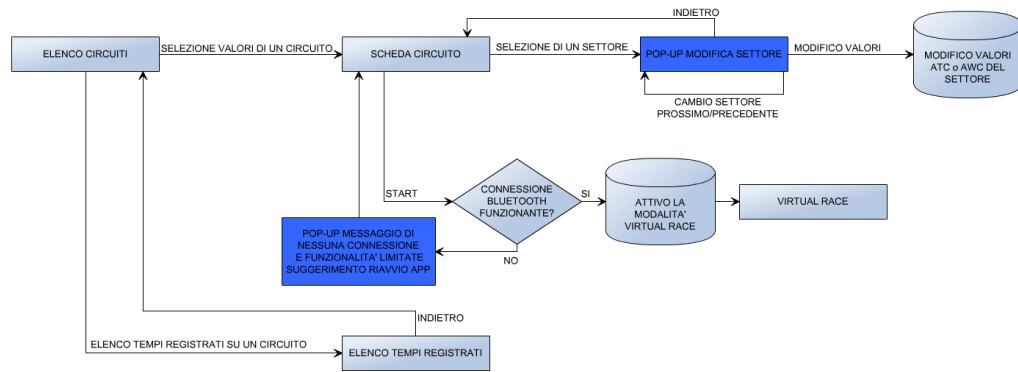 INDIETRO
ELENCO CIRCUITI
SELEZIONE VALORI DI UN CIRCUITO
SCHEDA CIRCUITO
SELEZIONE DI UN SETTORE
POP-UP MODIFICA SETTORE
MODIFICO VALORI
MODIFICO VALORI
ATC o AWC DEL
SETTORE
CAMBIO SETTORE
PROSSIMO/PRECEDENTE
START
CONNESSIONE
BLUETOOTH
FUNZIONANTE?
SI
ATTIVO LA
MODALITA'
VIRTUAL RACE
VIRTUAL RACE
NO
POP-UP MESSAGGIO DI
NESSUNA CONNESSIONE
E FUNZIONALITA' LIMITATE
SUGGERIMENTO RIAVVIO APP
INDIETRO
ELENCO TEMPI REGISTRATI SU UN CIRCUITO
ELENCO TEMPI REGISTRATI